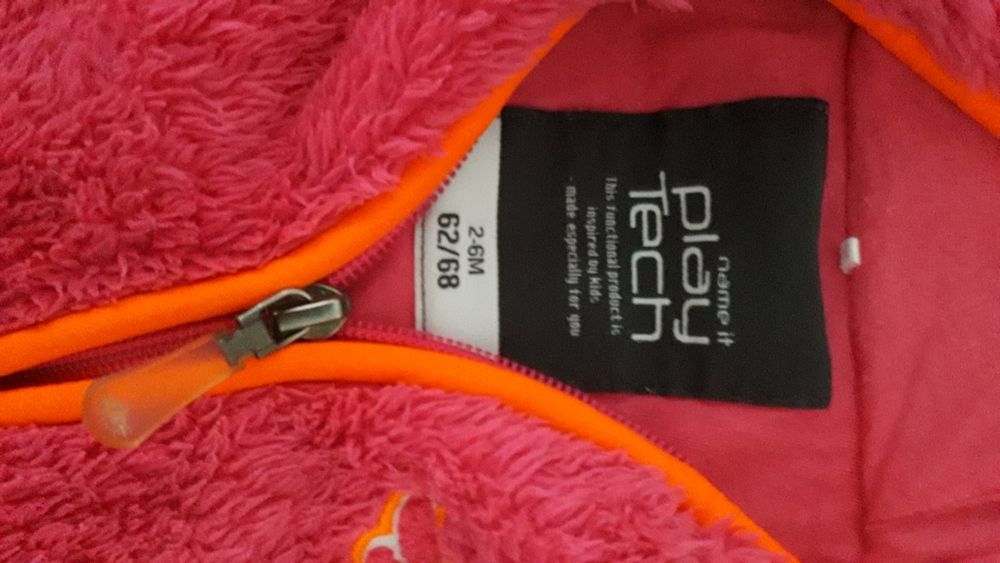 name it
play
Tech
This functional product is
inspired by kids
- made especially for you
2-6M
62/68